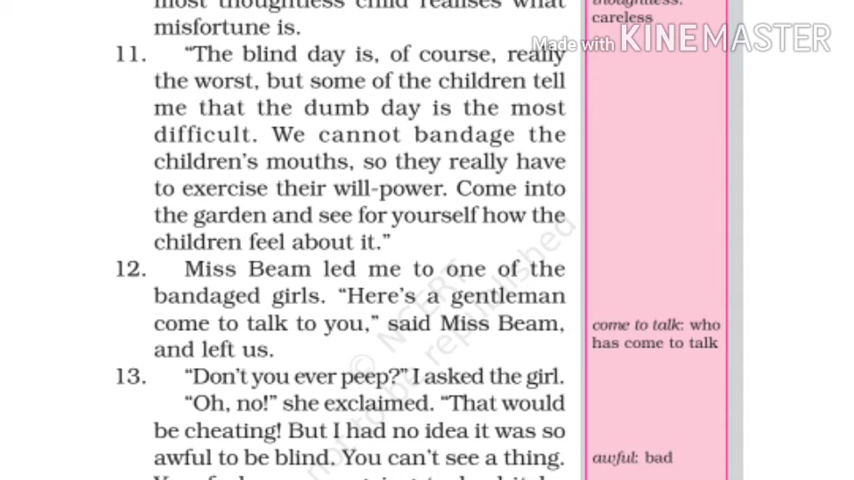 most thoughtless child realises what
misfortune is.
thoughtless:
careless
Made with KINEMASTER
11. “The blind day is, of course, really
the worst, but some of the children tell
me that the dumb day is the most
difficult. We cannot bandage the
children’s mouths, so they really have
to exercise their will-power. Come into
the garden and see for yourself how the
children feel about it.”
12. Miss Beam led me to one of the
bandaged girls. “Here’s a gentleman
come to talk to you,” said Miss Beam,
and left us.
come to talk: who
has come to talk
13. “Don’t you ever peep?” I asked the girl.
“Oh, no!” she exclaimed. “That would
be cheating! But I had no idea it was so
awful to be blind. You can’t see a thing.
awful: bad
© NCERT
not to be republished